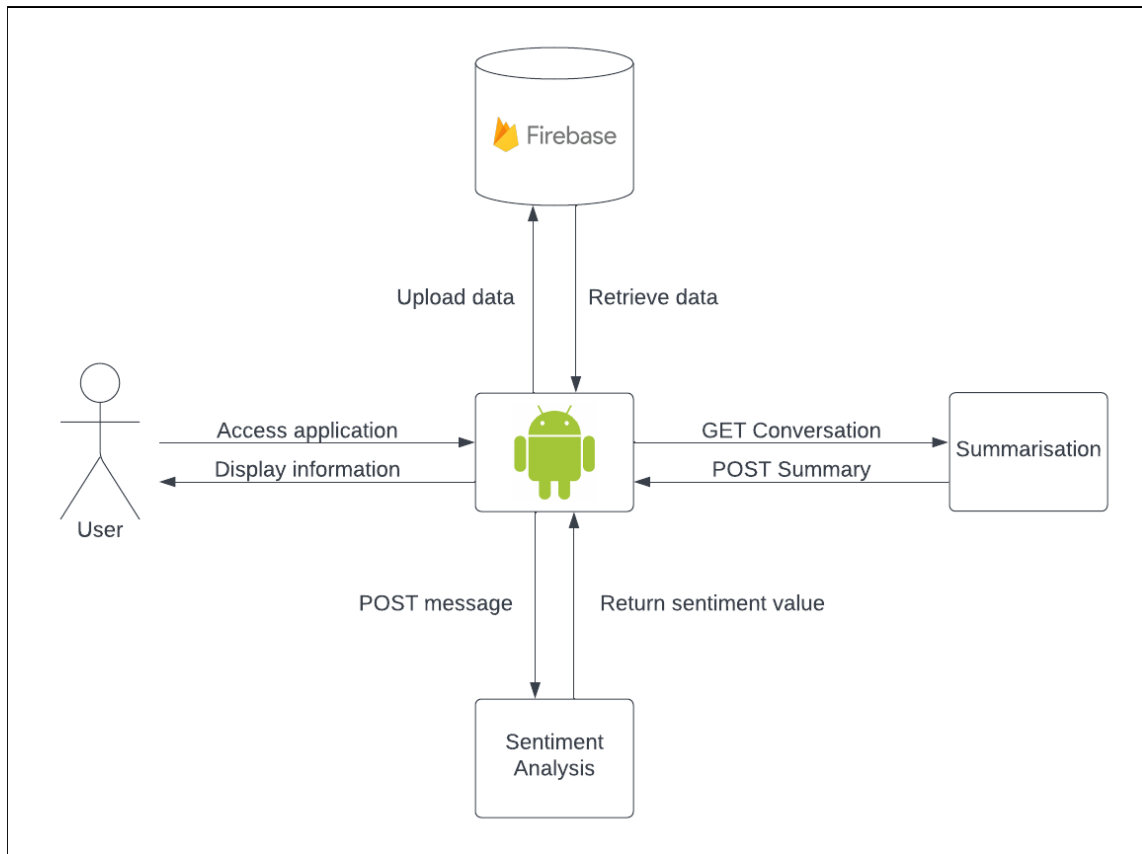 Firebase
Upload data
Retrieve data
Access application
Display information
User
GET Conversation
POST Summary
Summarisation
POST message
Return sentiment value
Sentiment
Analysis